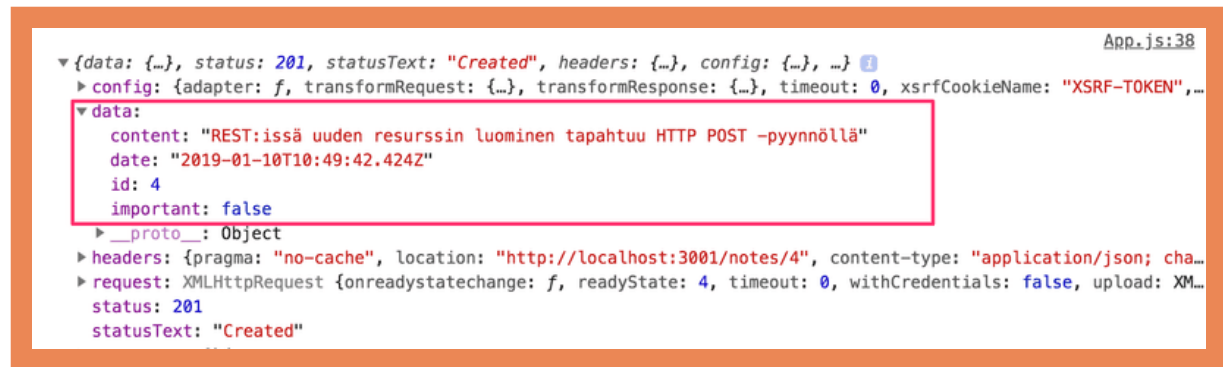 App.js:38
▼{data: {…}, status: 201, statusText: "Created", headers: {…}, config: {…}, …} i
▶config: {adapter: ƒ, transformRequest: {…}, transformResponse: {…}, timeout: 0, xsrfCookieName: "XSRF-TOKEN",…
▼data:
content: "REST:issä uuden resurssin luominen tapahtuu HTTP POST -pyynnöllä"
date: "2019-01-10T10:49:42.424Z"
id: 4
important: false
▶__proto__: Object
▶headers: {pragma: "no-cache", location: "http://localhost:3001/notes/4", content-type: "application/json; cha…
▶request: XMLHttpRequest {onreadystatechange: ƒ, readyState: 4, timeout: 0, withCredentials: false, upload: XM…
status: 201
statusText: "Created"